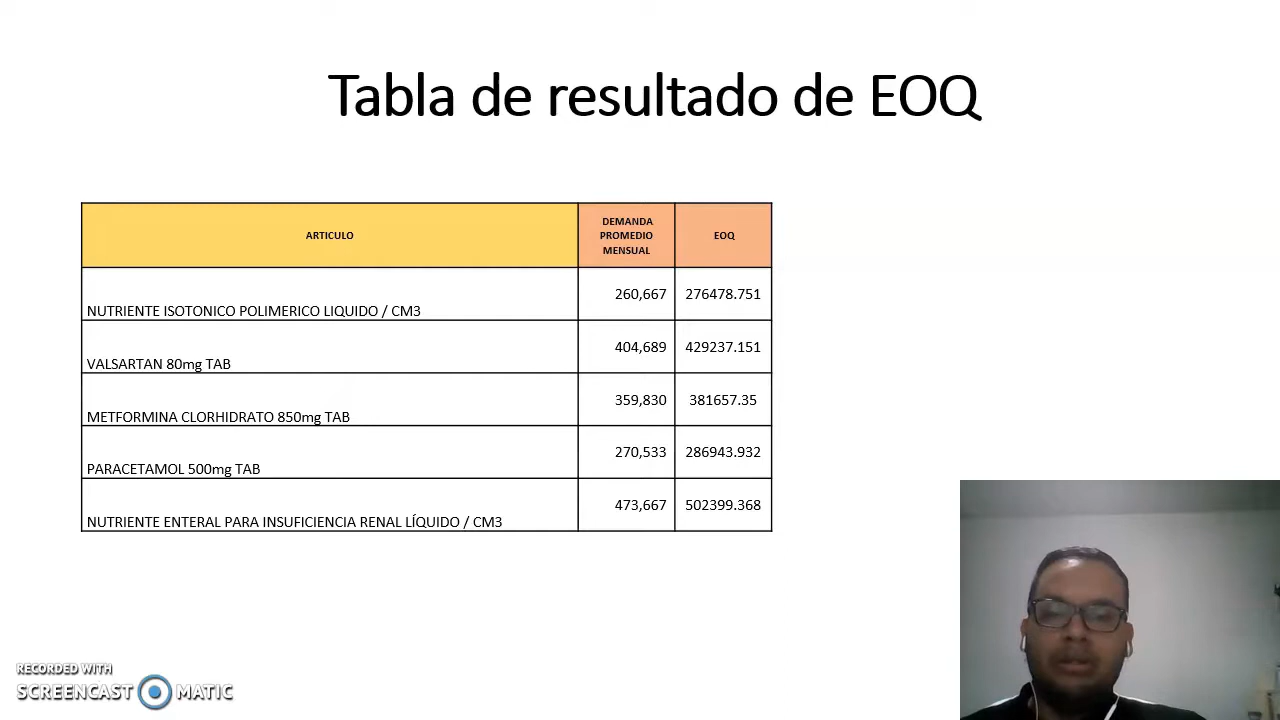 Tabla de resultado de EOQ
ARTICULO
DEMANDA
PROMEDIO
MENSUAL
EOQ
NUTRIENTE ISOTONICO POLIMERICO LIQUIDO / CM3 260,667 276478.751
VALSARTAN 80mg TAB 404,689 429237.151
METFORMINA CLORHIDRATO 850mg TAB 359,830 381657.35
PARACETAMOL 500mg TAB 270,533 286943.932
NUTRIENTE ENTERAL PARA INSUFICIENCIA RENAL LÍQUIDO / CM3 473,667 502399.368
RECORDED WITH
SCREENCAST MATIC